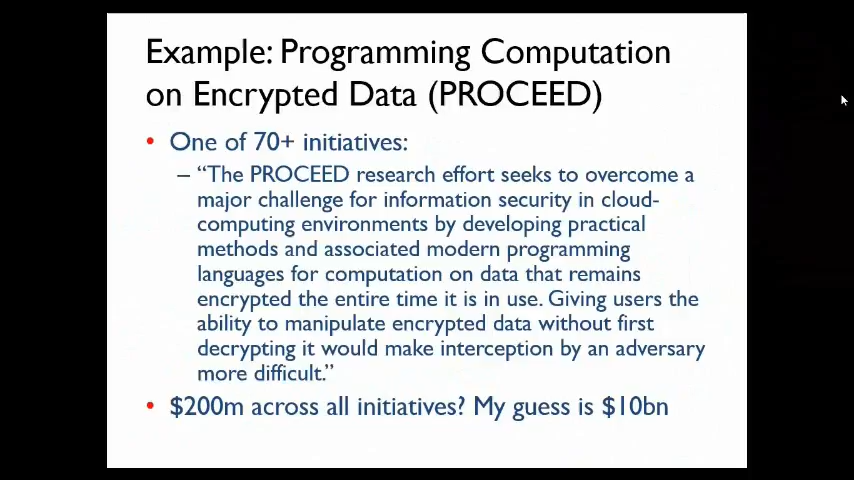 Example: Programming Computation
on Encrypted Data (PROCEED)
• One of 70+ initiatives:
– “The PROCEED research effort seeks to overcome a
major challenge for information security in cloud-
computing environments by developing practical
methods and associated modern programming
languages for computation on data that remains
encrypted the entire time it is in use. Giving users the
ability to manipulate encrypted data without first
decrypting it would make interception by an adversary
more difficult.”
• $200m across all initiatives? My guess is $10bn